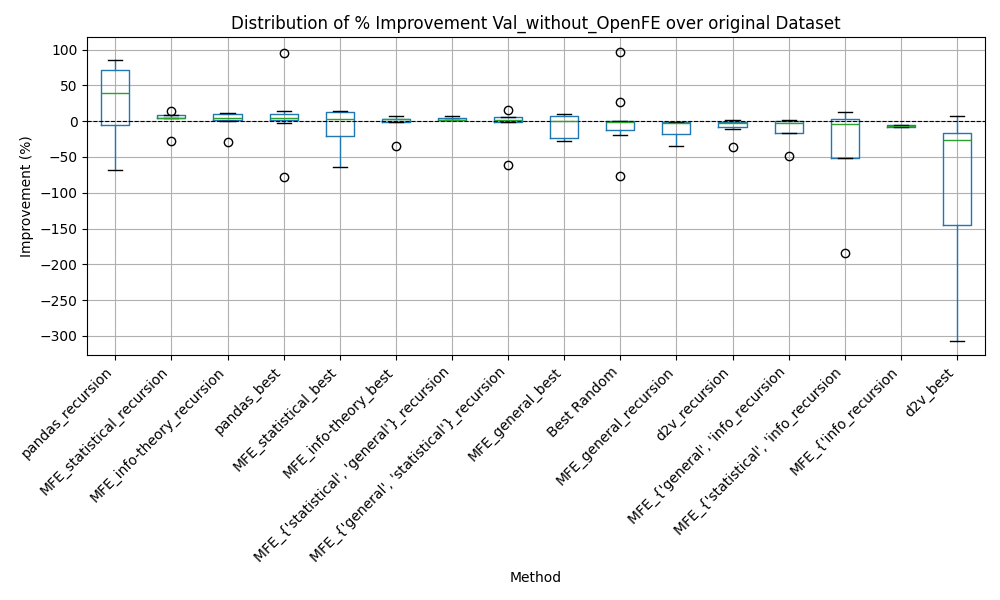 Distribution of % Improvement Val_without_OpenFE over original Dataset
Improvement (%)
100
50
0
−50
−100
−150
−200
−250
−300
pandas_recursion
MFE_statistical_recursion
MFE_info-theory_recursion
pandas_best
MFE_statistical_best
MFE_info-theory_best
MFE_{'statistical', 'general'}_recursion
MFE_{'general', 'statistical'}_recursion
MFE_general_best
Best Random
MFE_general_recursion
d2v_recursion
MFE_{'general', 'info_recursion
MFE_{'statistical', 'info_recursion
MFE_{'info_recursion
d2v_best
Method